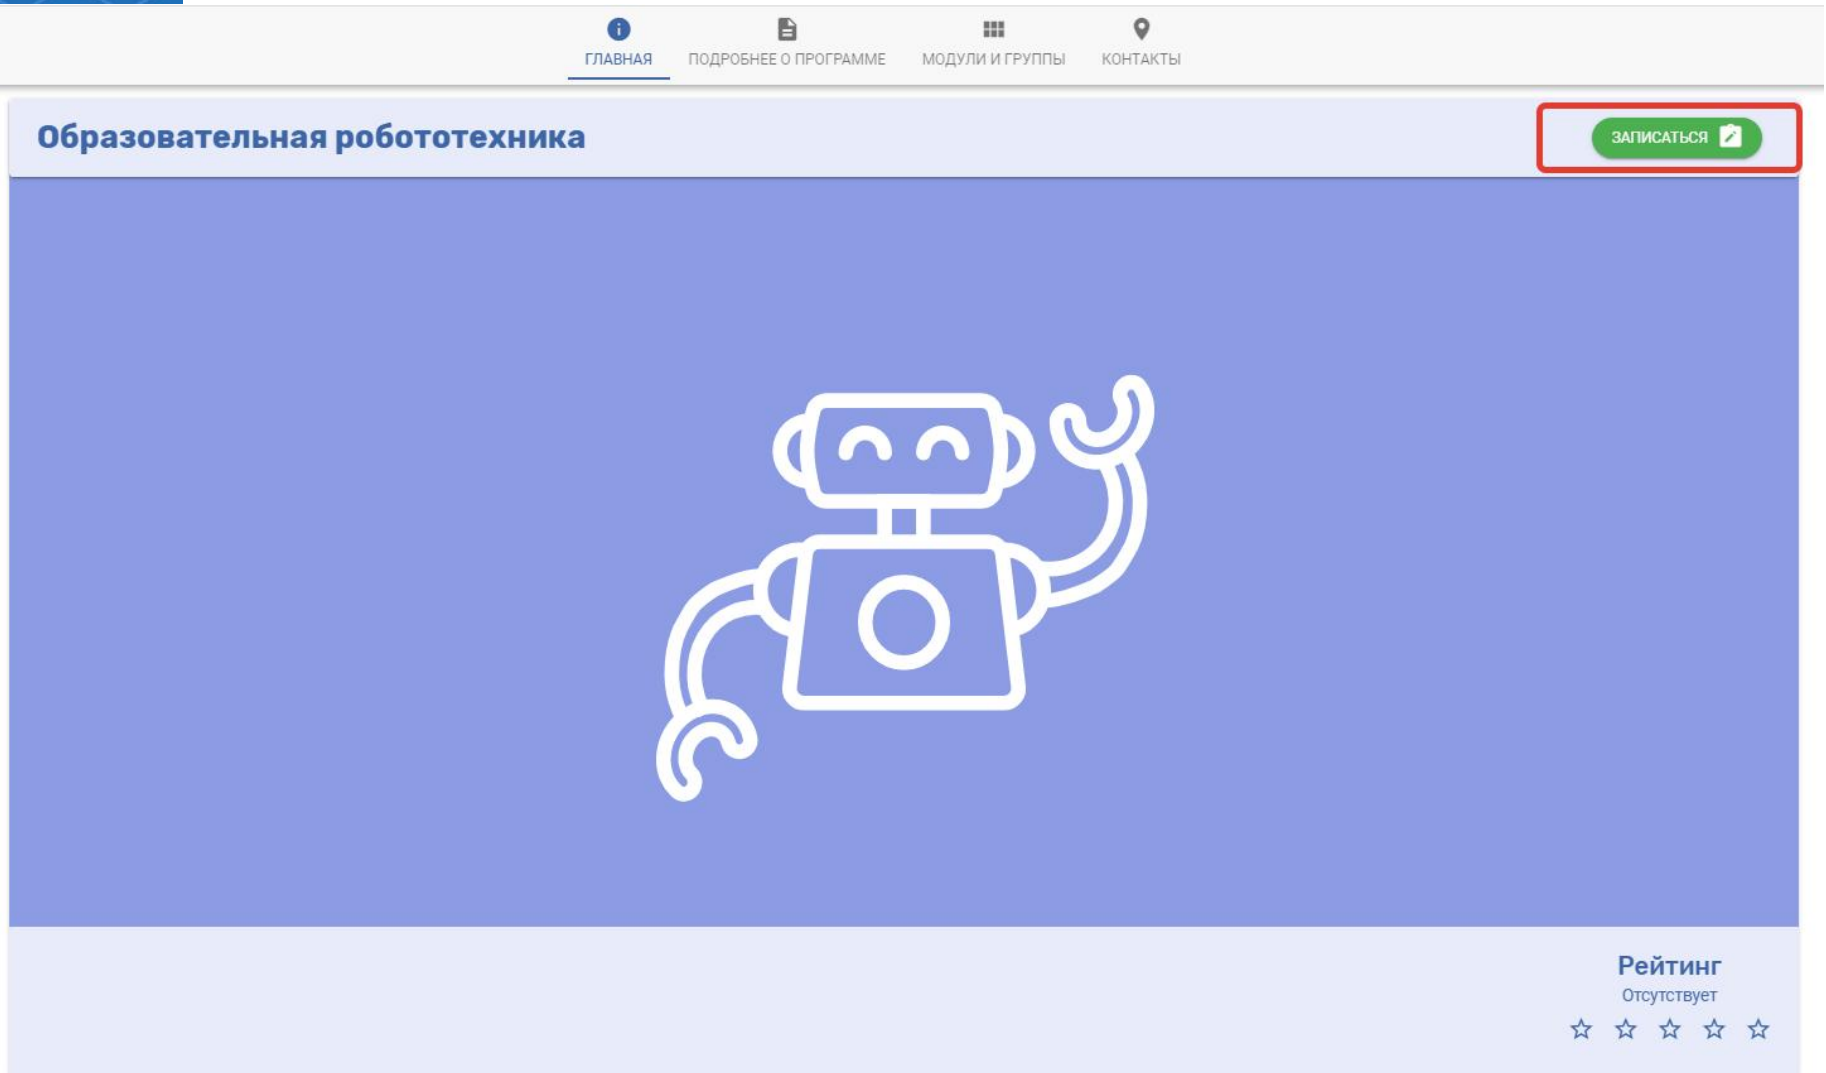 ГЛАВНАЯ
ПОДРОБНЕЕ О ПРОГРАММЕ
МОДУЛИ И ГРУППЫ
КОНТАКТЫ
Образовательная робототехника
ЗАПИСАТЬСЯ
Рейтинг
Отсутствует